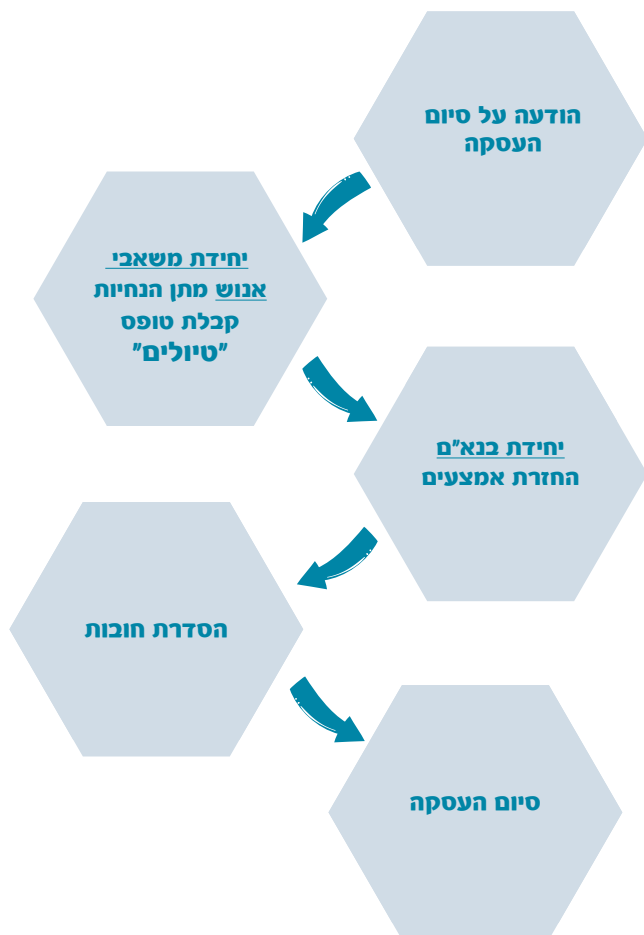 הודעה על סיום
העסקה
יחידת משאבי
אנוש מתן הנחיות
קבלת טופס
"טיולים"
יחידת בנא"ם
החזרת אמצעים
הסדרת חובות
סיום העסקה